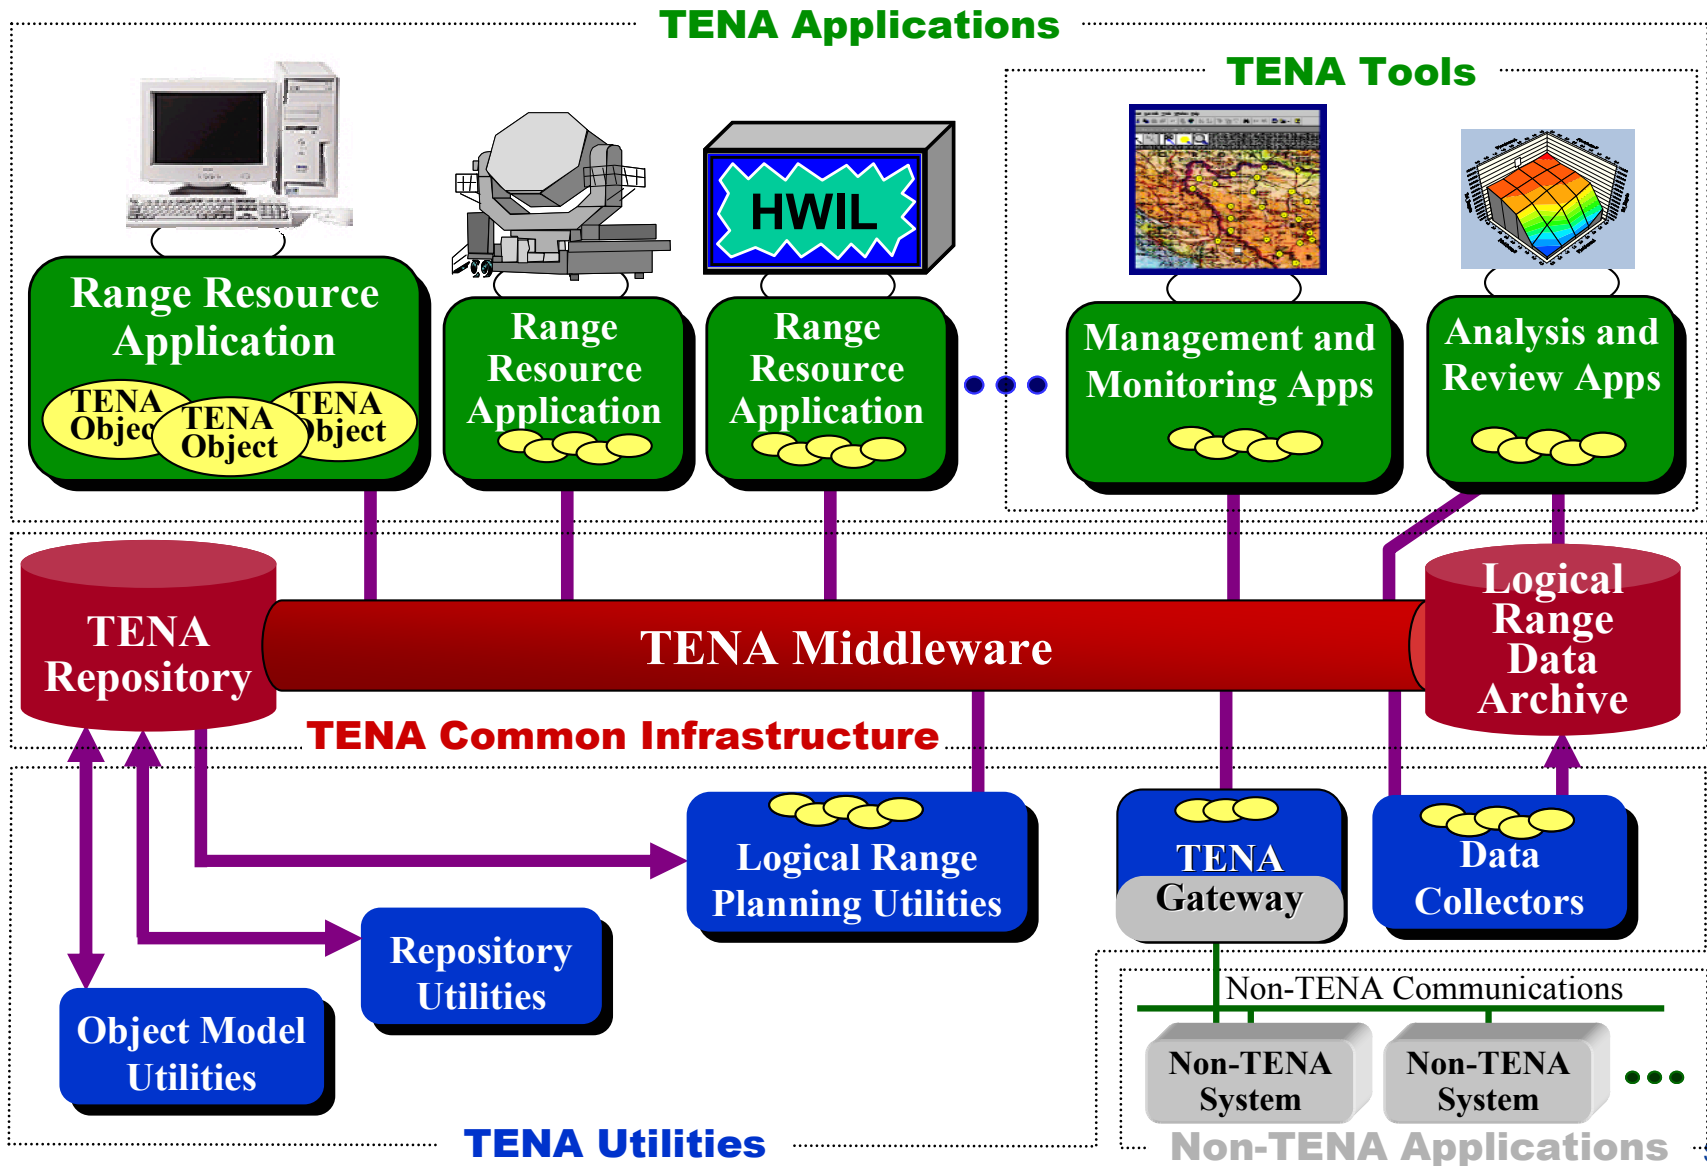 TENA Applications
TENA Tools
HWIL
Range Resource
Application
TENA
Object
TENA
Object
TENA
Object
Range
Resource
Application
Range
Resource
Application
Management and
Monitoring Apps
Analysis and
Review Apps
TENA
Repository
TENA Middleware
Logical
Range
Data
Archive
TENA Common Infrastructure
Logical Range
Planning Utilities
TENA
Gateway
Data
Collectors
Repository
Utilities
Object Model
Utilities
Non-TENA Communications
Non-TENA
System
Non-TENA
System
TENA Utilities
Non-TENA Applications